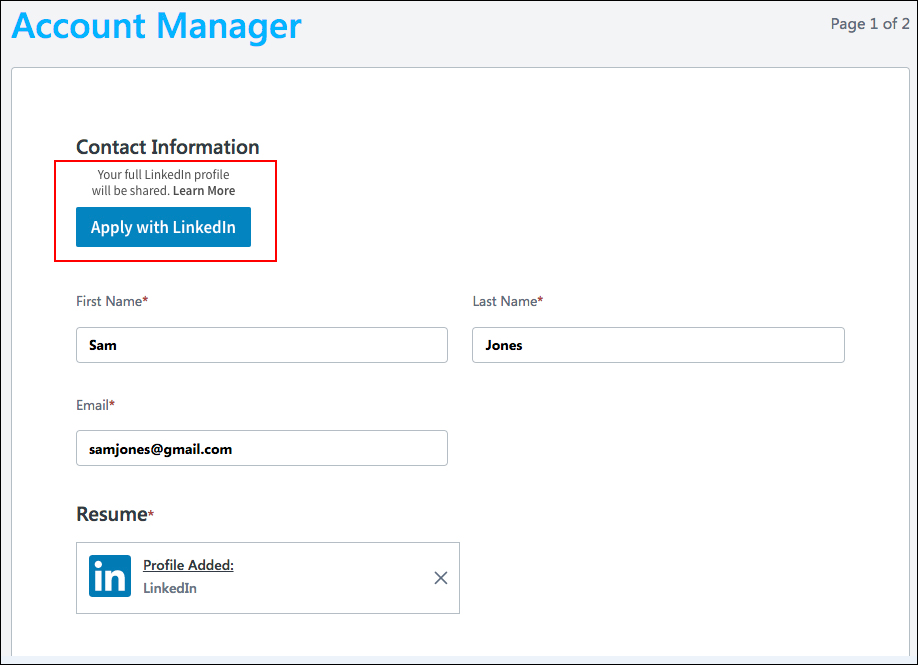 Account Manager
Page 1 of 2
Contact Information
Your full LinkedIn profile
will be shared. Learn More
Apply with LinkedIn
First Name*
Last Name*
Sam
Jones
Email*
samjones@gmail.com
Resume*
in
Profile Added:
LinkedIn